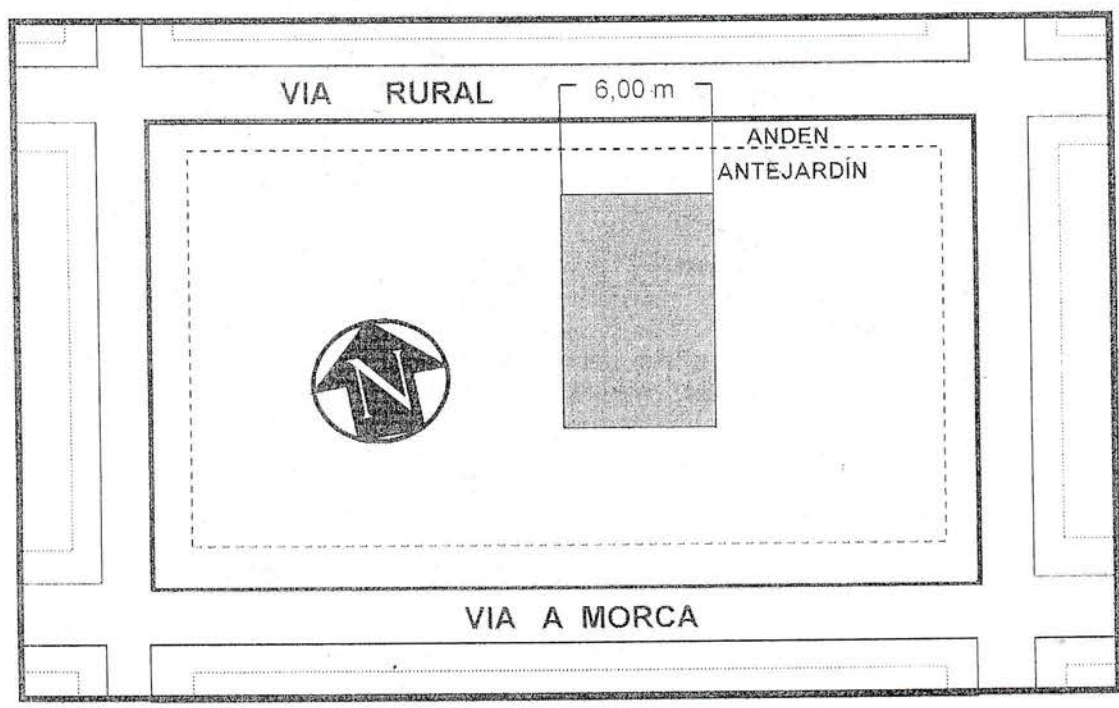 VIA RURAL
6,00 m
ANDEN
ANTEJARDÍN
N
VIA A MORCA